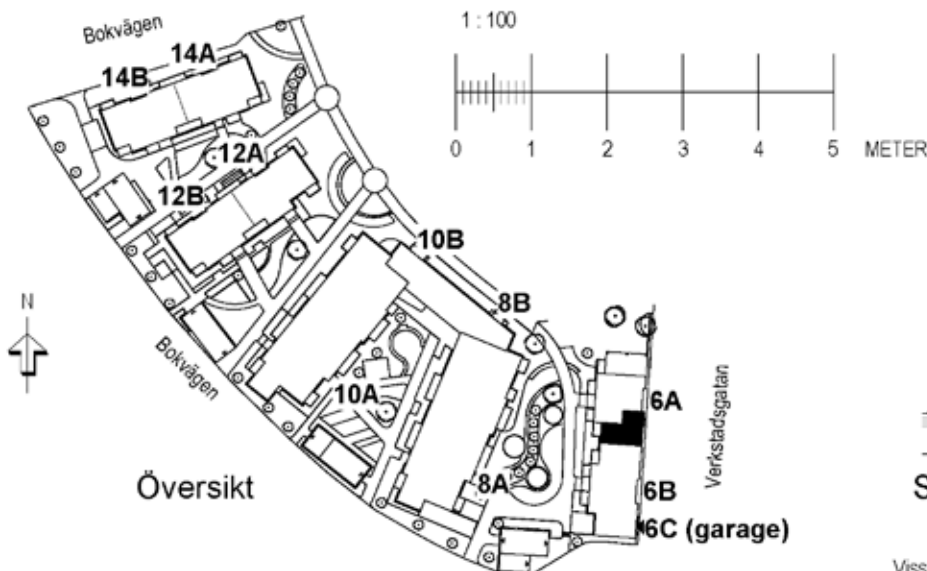 Bokvägen
1 : 100
14A
14B
0 1 2 3 4 5 METER
12A
12B
10B
8B
N
Bokvägen
10A
6A
Verkstadsgatan
Översikt
8A
6B
S
6C (garage)
Viss